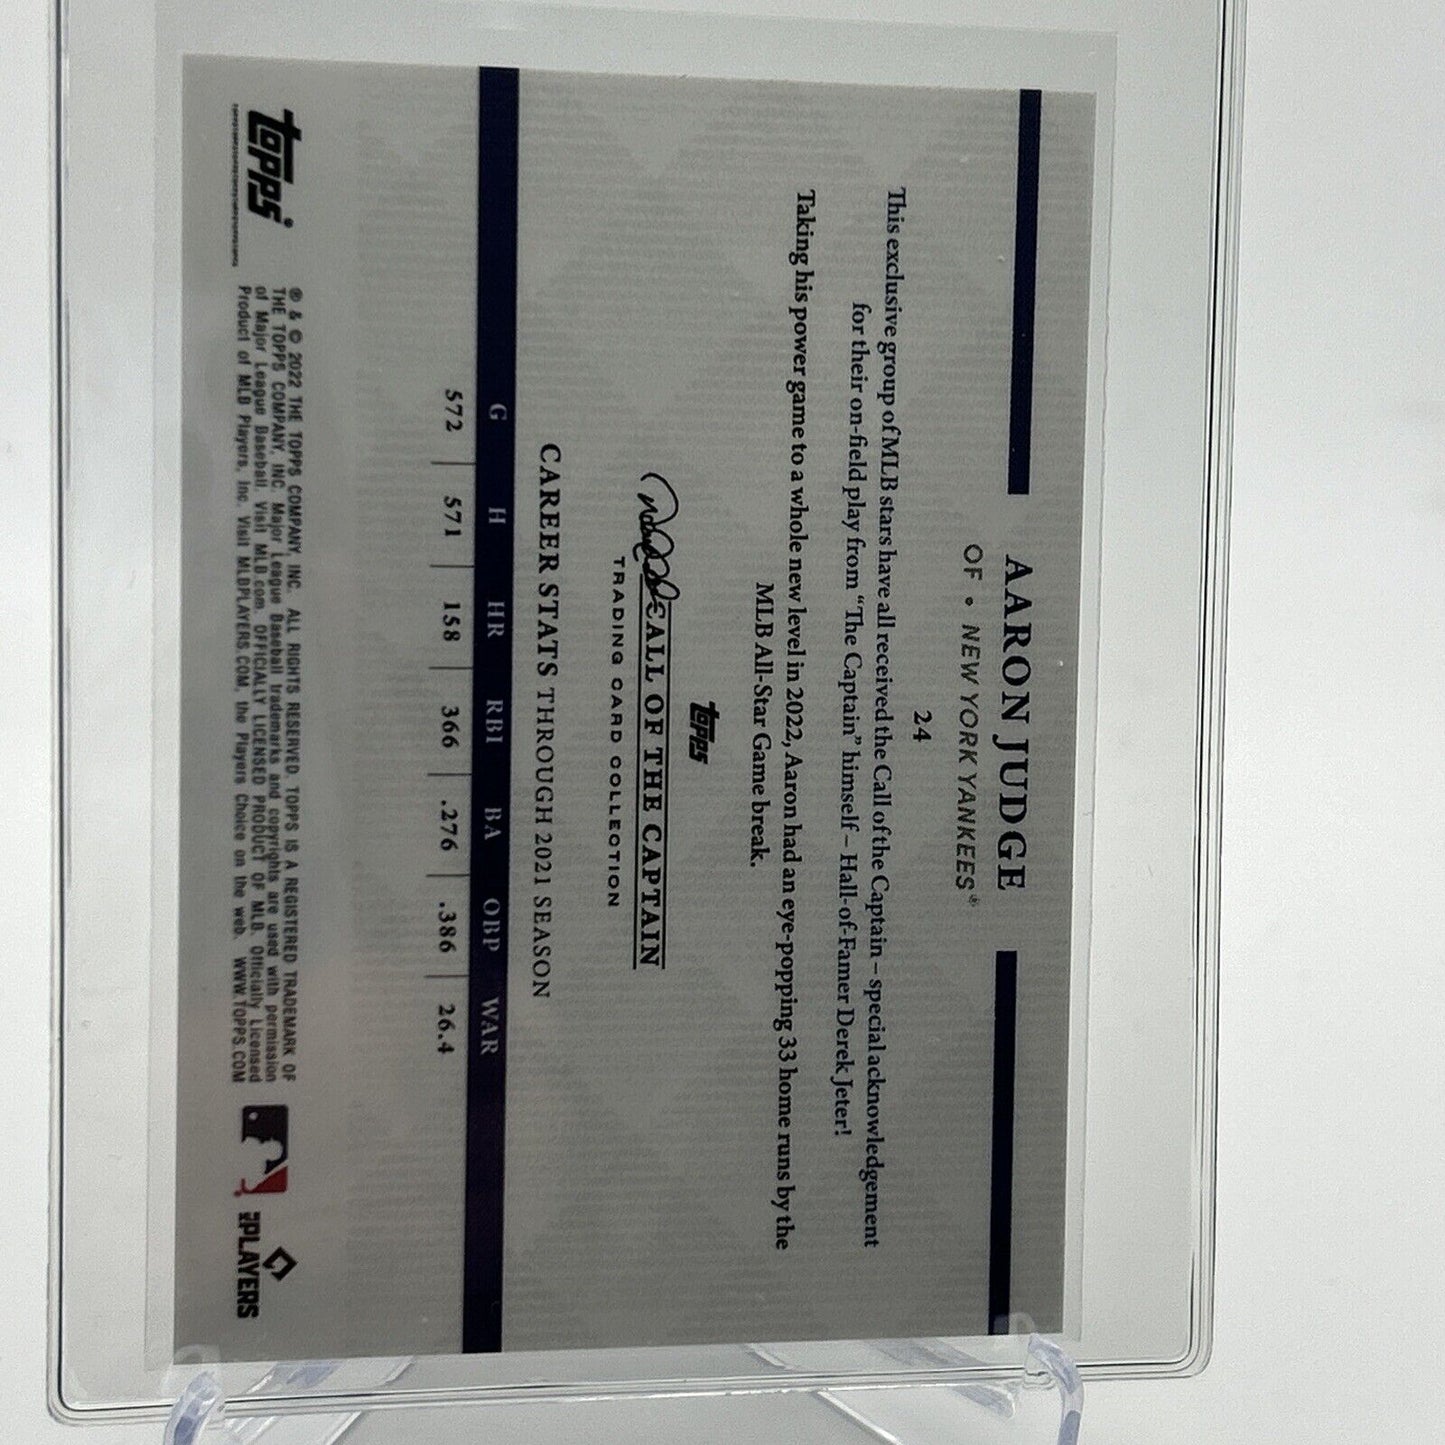 AARON JUDGE
OF • NEW YORK YANKEES®
24
This exclusive group of MLB stars have all received the Call of the Captain – special acknowledgement
for their on-field play from "The Captain" himself – Hall-of-Famer Derek Jeter!
Taking his power game to a whole new level in 2022, Aaron had an eye-popping 33 home runs by the
MLB All-Star Game break.
topps
CALL OF THE CAPTAIN
TRADING CARD COLLECTION
CAREER STATS THROUGH 2021 SEASON
G H HR RBI BA OBP WAR
572 571 158 366 .276 .386 26.4
topps®
® & © 2022 THE TOPPS COMPANY, INC. ALL RIGHTS RESERVED. TOPPS IS A REGISTERED TRADEMARK OF
THE TOPPS COMPANY, INC. Major League Baseball trademarks and copyrights are used with permission
of Major League Baseball. Visit MLB.com. OFFICIALLY LICENSED PRODUCT OF MLB. Officially Licensed
Product of MLB Players, Inc. Visit MLBPLAYERS.COM, the Players Choice on the web. WWW.TOPPS.COM
MLB PLAYERS